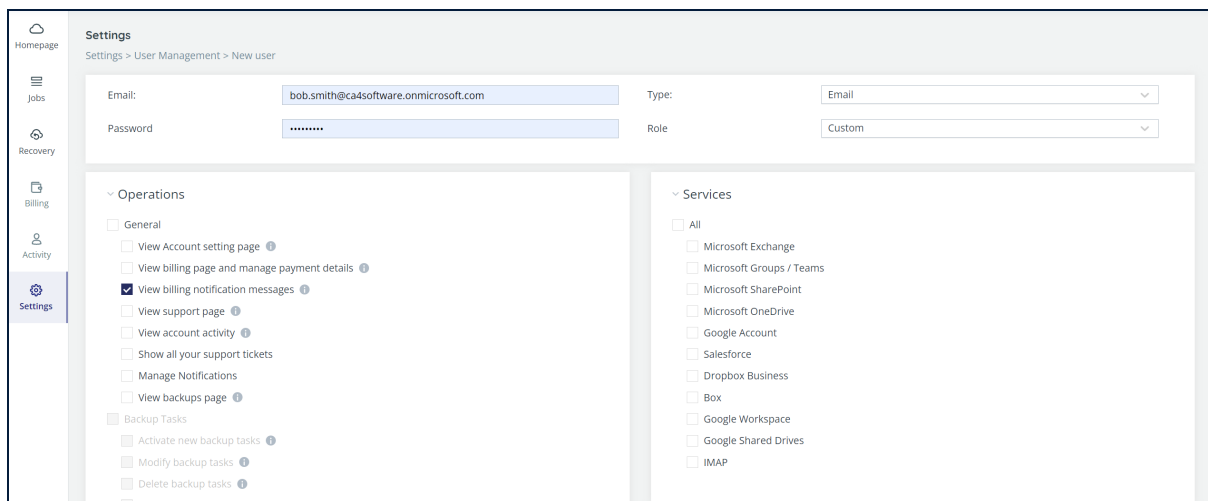 Homepage
Jobs
Recovery
Billing
Activity
Settings
Settings
Settings > User Management > New user
Email:
bob.smith@ca4software.onmicrosoft.com
Type:
Email
Password
•••••••••
Role
Custom
Operations
General
View Account setting page
View billing page and manage payment details
View billing notification messages
View support page
View account activity
Show all your support tickets
Manage Notifications
View backups page
Backup Tasks
Activate new backup tasks
Modify backup tasks
Delete backup tasks
Services
All
Microsoft Exchange
Microsoft Groups / Teams
Microsoft SharePoint
Microsoft OneDrive
Google Account
Salesforce
Dropbox Business
Box
Google Workspace
Google Shared Drives
IMAP